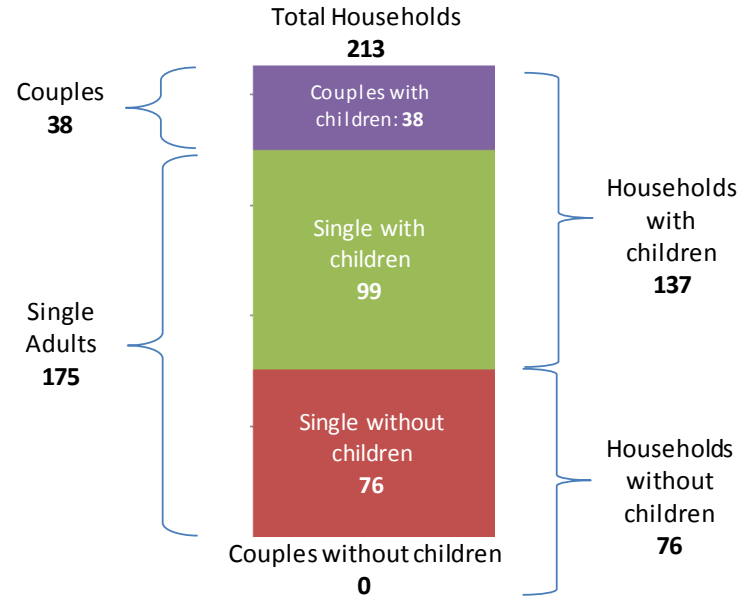 Total Households
213
Couples
38
Couples with
children: 38
Single with
children
99
Households
with
children
137
Single
Adults
175
Single without
children
76
Households
without
children
76
Couples without children
0